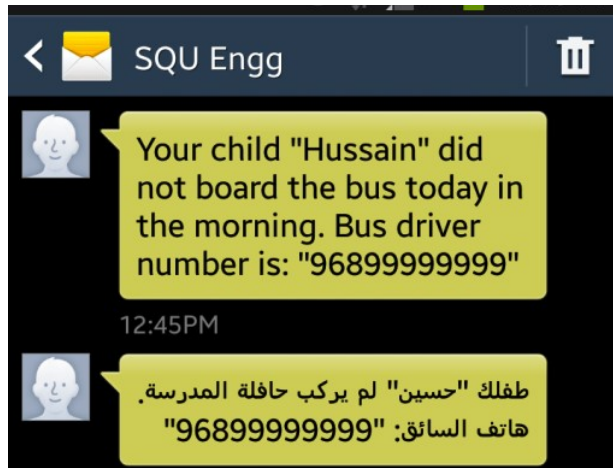 SQU Engg
Your child "Hussain" did
not board the bus today in
the morning. Bus driver
number is: "96899999999"
12:45PM
طفلك "حسين" لم يركب حافلة المدرسة.
هاتف السائق: "96899999999"